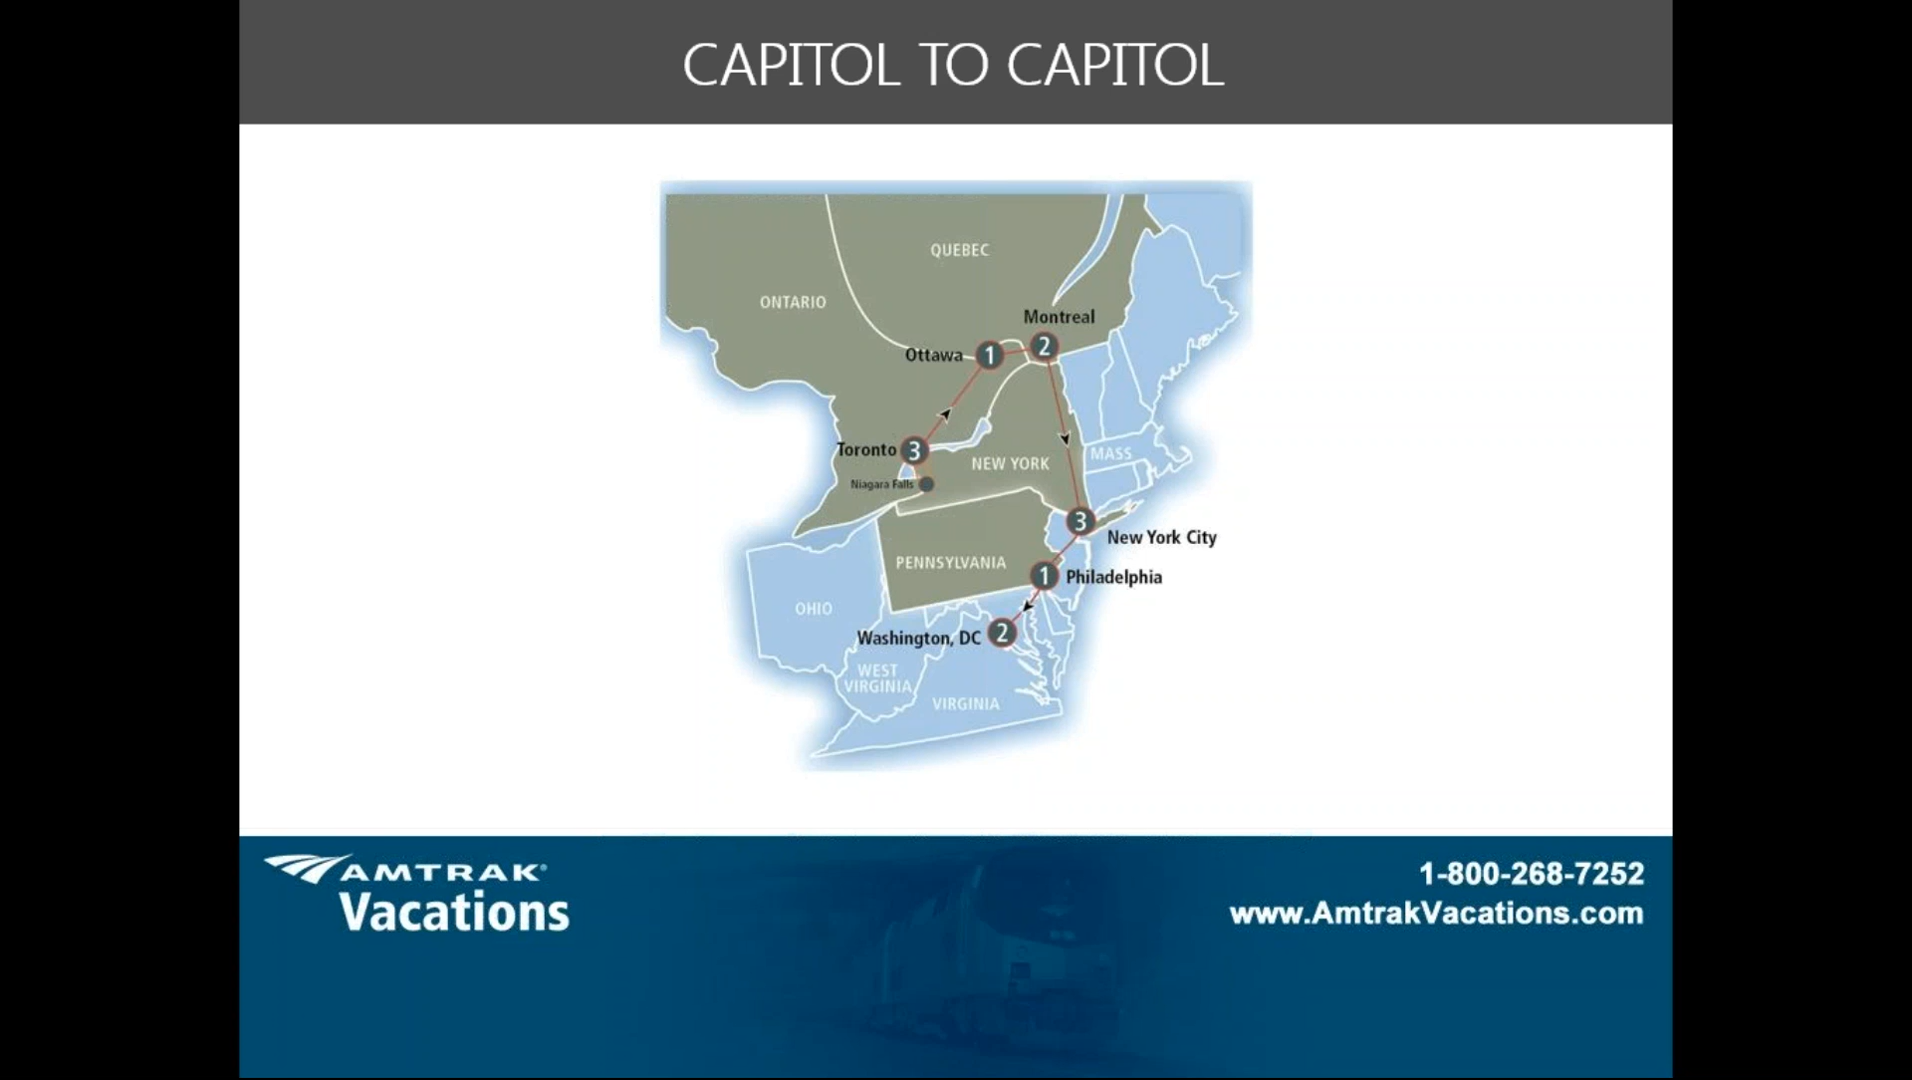 CAPITOL TO CAPITOL
QUEBEC
ONTARIO
Montreal
Ottawa 1
2
Toronto 3
NEW YORK
MASS
Niagara Falls
3
New York City
PENNSYLVANIA
1 Philadelphia
OHIO
Washington, DC 2
WEST
VIRGINIA
VIRGINIA
AMTRAK®
Vacations
1-800-268-7252
www.AmtrakVacations.com